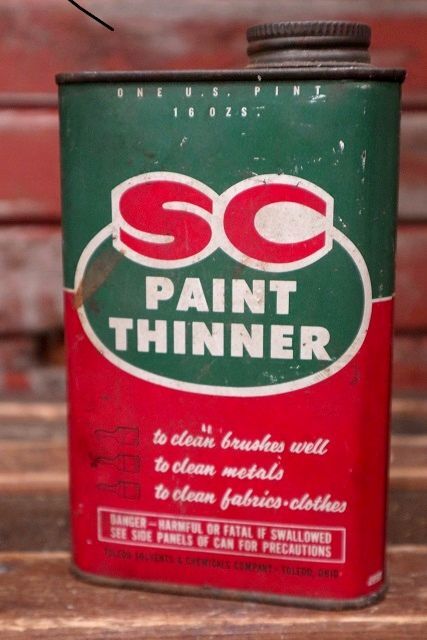 ONE U.S. PINT
16 OZS.
SC
PAINT
THINNER
to clean brushes well
to clean metals
to clean fabrics·clothes
DANGER—HARMFUL OR FATAL IF SWALLOWED
SEE SIDE PANELS OF CAN FOR PRECAUTIONS
TOLEDO SOLVENTS & CHEMICALS COMPANY · TOLEDO, OHIO